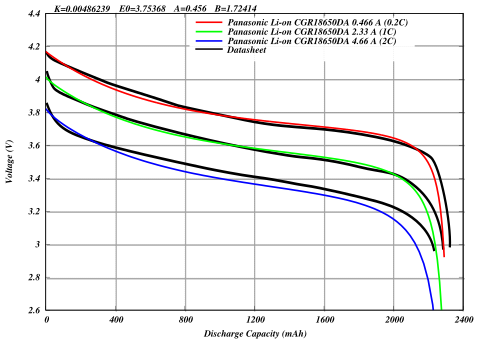 K=0.00486239 E0=3.75368 A=0.456 B=1.72414
Panasonic Li-on CGR18650DA 0.466 A (0.2C)
Panasonic Li-on CGR18650DA 2.33 A (1C)
Panasonic Li-on CGR18650DA 4.66 A (2C)
Datasheet
4.4
4.2
4
3.8
3.6
3.4
3.2
3
2.8
2.6
Voltage (V)
0 400 800 1200 1600 2000 2400
Discharge Capacity (mAh)